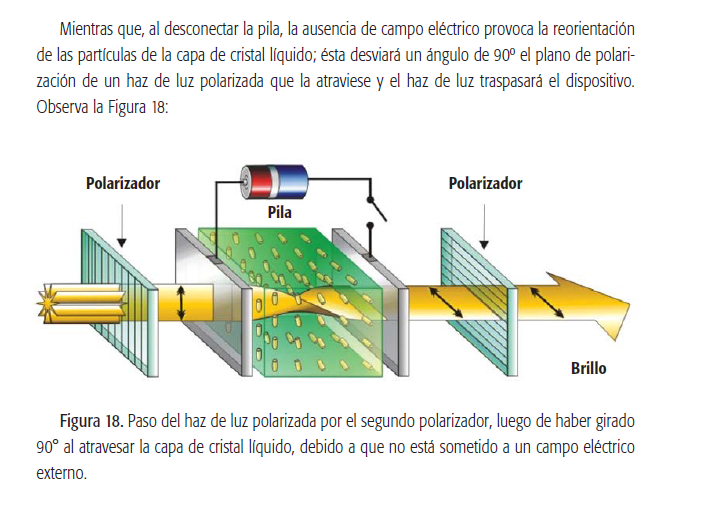 Mientras que, al desconectar la pila, la ausencia de campo eléctrico provoca la reorientación
de las partículas de la capa de cristal líquido; ésta desviará un ángulo de 90º el plano de polari-
zación de un haz de luz polarizada que la atraviese y el haz de luz traspasará el dispositivo.
Observa la Figura 18:
Polarizador
Pila
Polarizador
Brillo
Figura 18. Paso del haz de luz polarizada por el segundo polarizador, luego de haber girado
90° al atravesar la capa de cristal líquido, debido a que no está sometido a un campo eléctrico
externo.